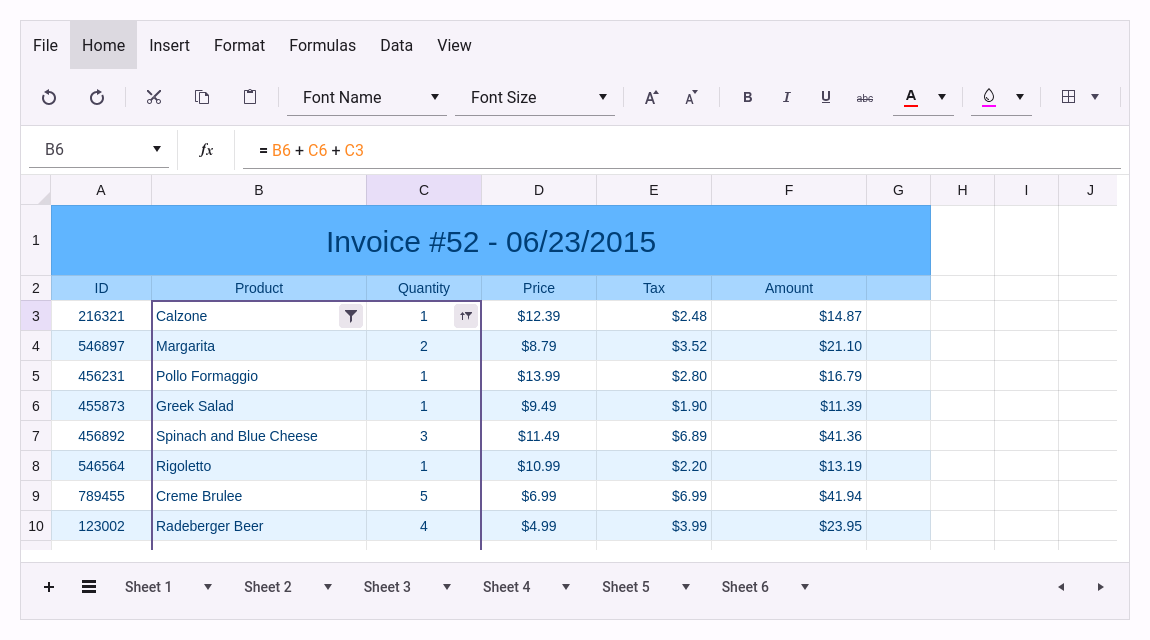 File Home Insert Format Formulas Data View
Font Name Font Size A A B I U abc A
B6 fx = B6 + C6 + C3
A B C D E F G H I J
1 Invoice #52 - 06/23/2015
2 ID Product Quantity Price Tax Amount
3 216321 Calzone 1 $12.39 $2.48 $14.87
4 546897 Margarita 2 $8.79 $3.52 $21.10
5 456231 Pollo Formaggio 1 $13.99 $2.80 $16.79
6 455873 Greek Salad 1 $9.49 $1.90 $11.39
7 456892 Spinach and Blue Cheese 3 $11.49 $6.89 $41.36
8 546564 Rigoletto 1 $10.99 $2.20 $13.19
9 789455 Creme Brulee 5 $6.99 $6.99 $41.94
10 123002 Radeberger Beer 4 $4.99 $3.99 $23.95
Sheet 1 Sheet 2 Sheet 3 Sheet 4 Sheet 5 Sheet 6